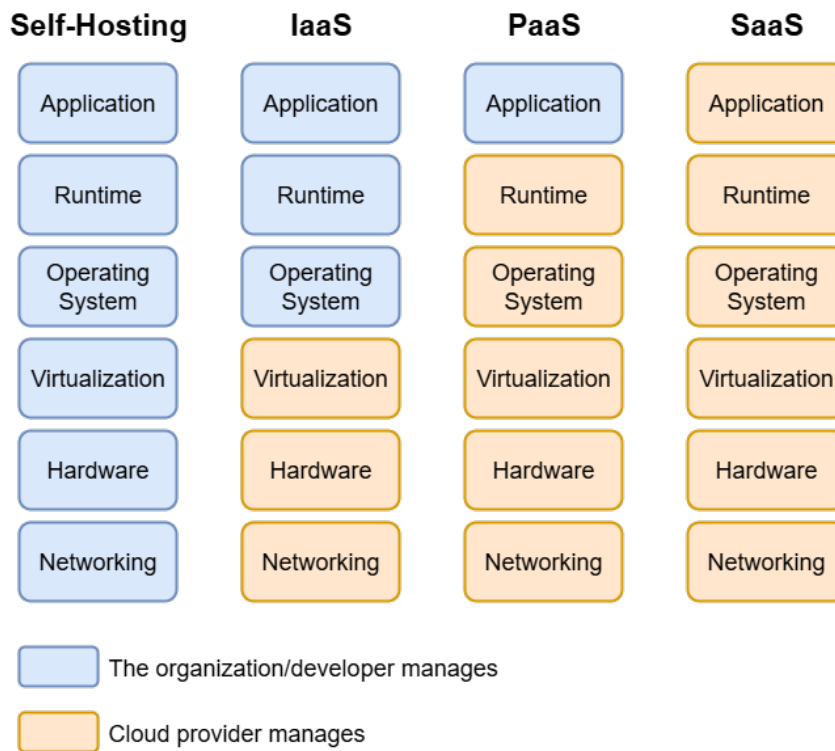 Self-Hosting
IaaS
PaaS
SaaS
Application
Application
Application
Application
Runtime
Runtime
Runtime
Runtime
Operating
System
Operating
System
Operating
System
Operating
System
Virtualization
Virtualization
Virtualization
Virtualization
Hardware
Hardware
Hardware
Hardware
Networking
Networking
Networking
Networking
The organization/developer manages
Cloud provider manages